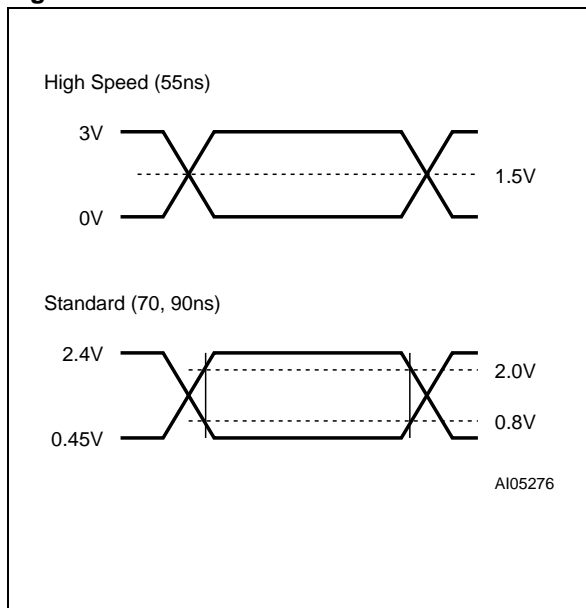 High Speed (55ns)
3V
1.5V
0V
Standard (70, 90ns)
2.4V
2.0V
0.8V
0.45V
AI05276